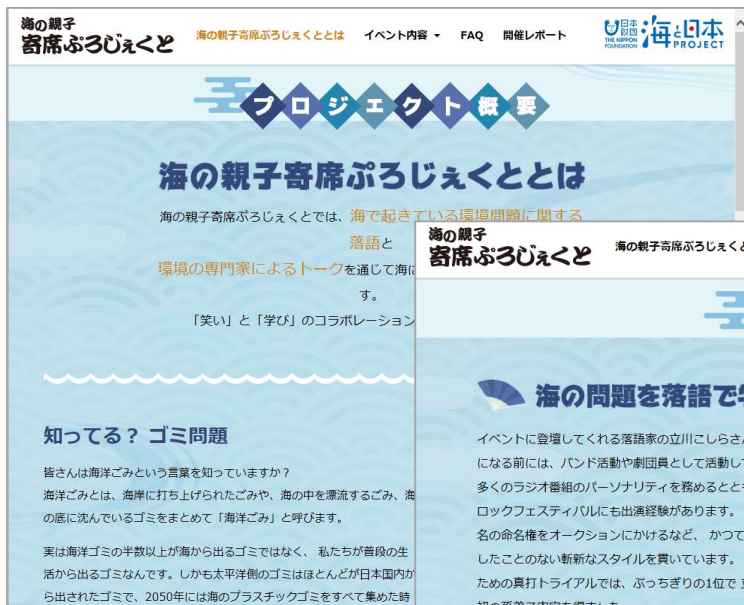 海の親子
寄席ぷろじぇくと
海の親子寄席ぷろじぇくととは イベント内容 FAQ 開催レポート
日本財団
THE NIPPON FOUNDATION
海と日本
PROJECT
プロジェクト概要
海の親子寄席ぷろじぇくととは
海の親子寄席ぷろじぇくとでは、海で起きている環境問題に関する
落語と
環境の専門家によるトークを通じて海に
す。
「笑い」と「学び」のコラボレーション
知ってる？ ゴミ問題
皆さんは海洋ごみという言葉を知っていますか？
海洋ごみとは、海岸に打ち上げられたごみや、海の中を漂流するごみ、海
の底に沈んでいるゴミをまとめて「海洋ごみ」と呼びます。
実は海洋ゴミの半数以上が海から出るゴミではなく、 私たちが普段の生
活から出るゴミなんです。しかも太平洋側のゴミはほとんどが日本国内か
ら出されたゴミで、2050年には海のプラスチックゴミをすべて集めた時
海の親子
寄席ぷろじぇくと
海の親子寄席ぷろじぇくと
海の問題を落語で学
イベントに登壇してくれる落語家の立川こしらさん
になる前には、バンド活動や劇団員として活動して
多くのラジオ番組のパーソナリティを務めるととも
ロックフェスティバルにも出演経験があります。
名の命名権をオークションにかけるなど、 かつて
したことのない斬新なスタイルを貫いています。
ための真打トライアルでは、ぶっちぎりの1位で